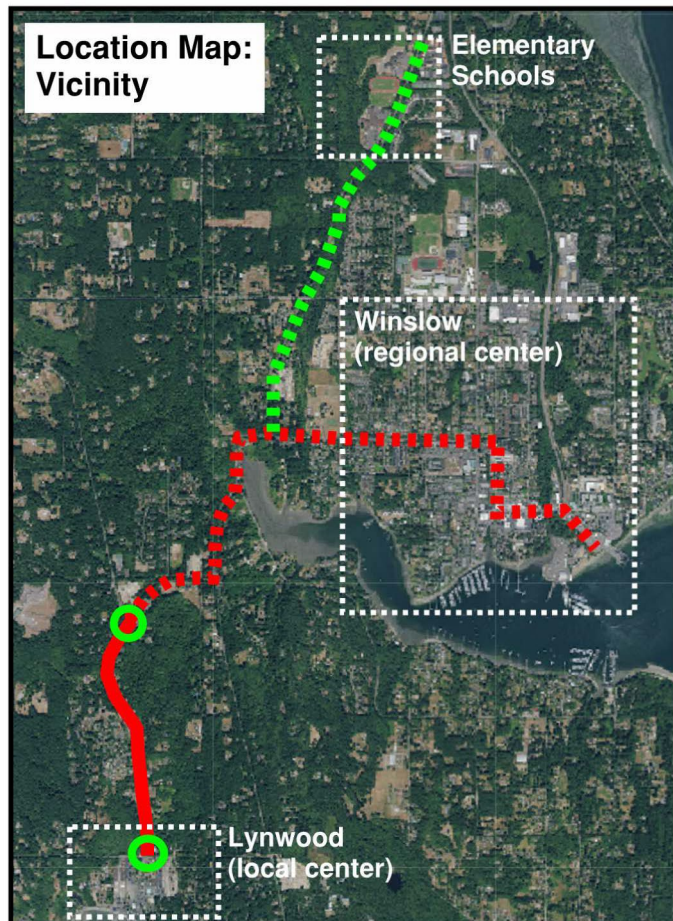 Location Map:
Vicinity
Elementary
Schools
Winslow
(regional center)
Lynwood
(local center)